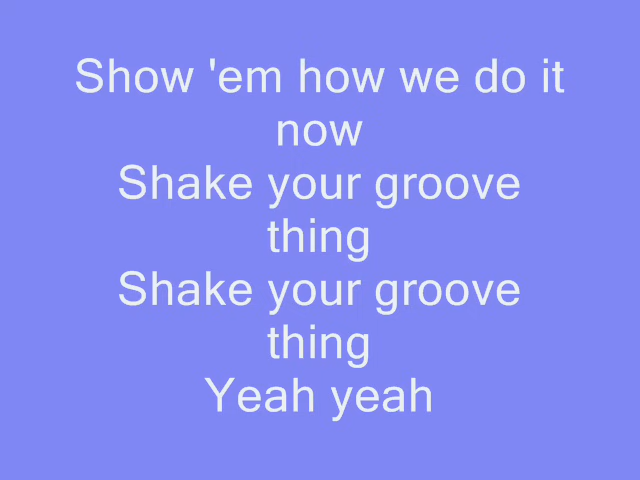 Show 'em how we do it
now
Shake your groove
thing
Shake your groove
thing
Yeah yeah